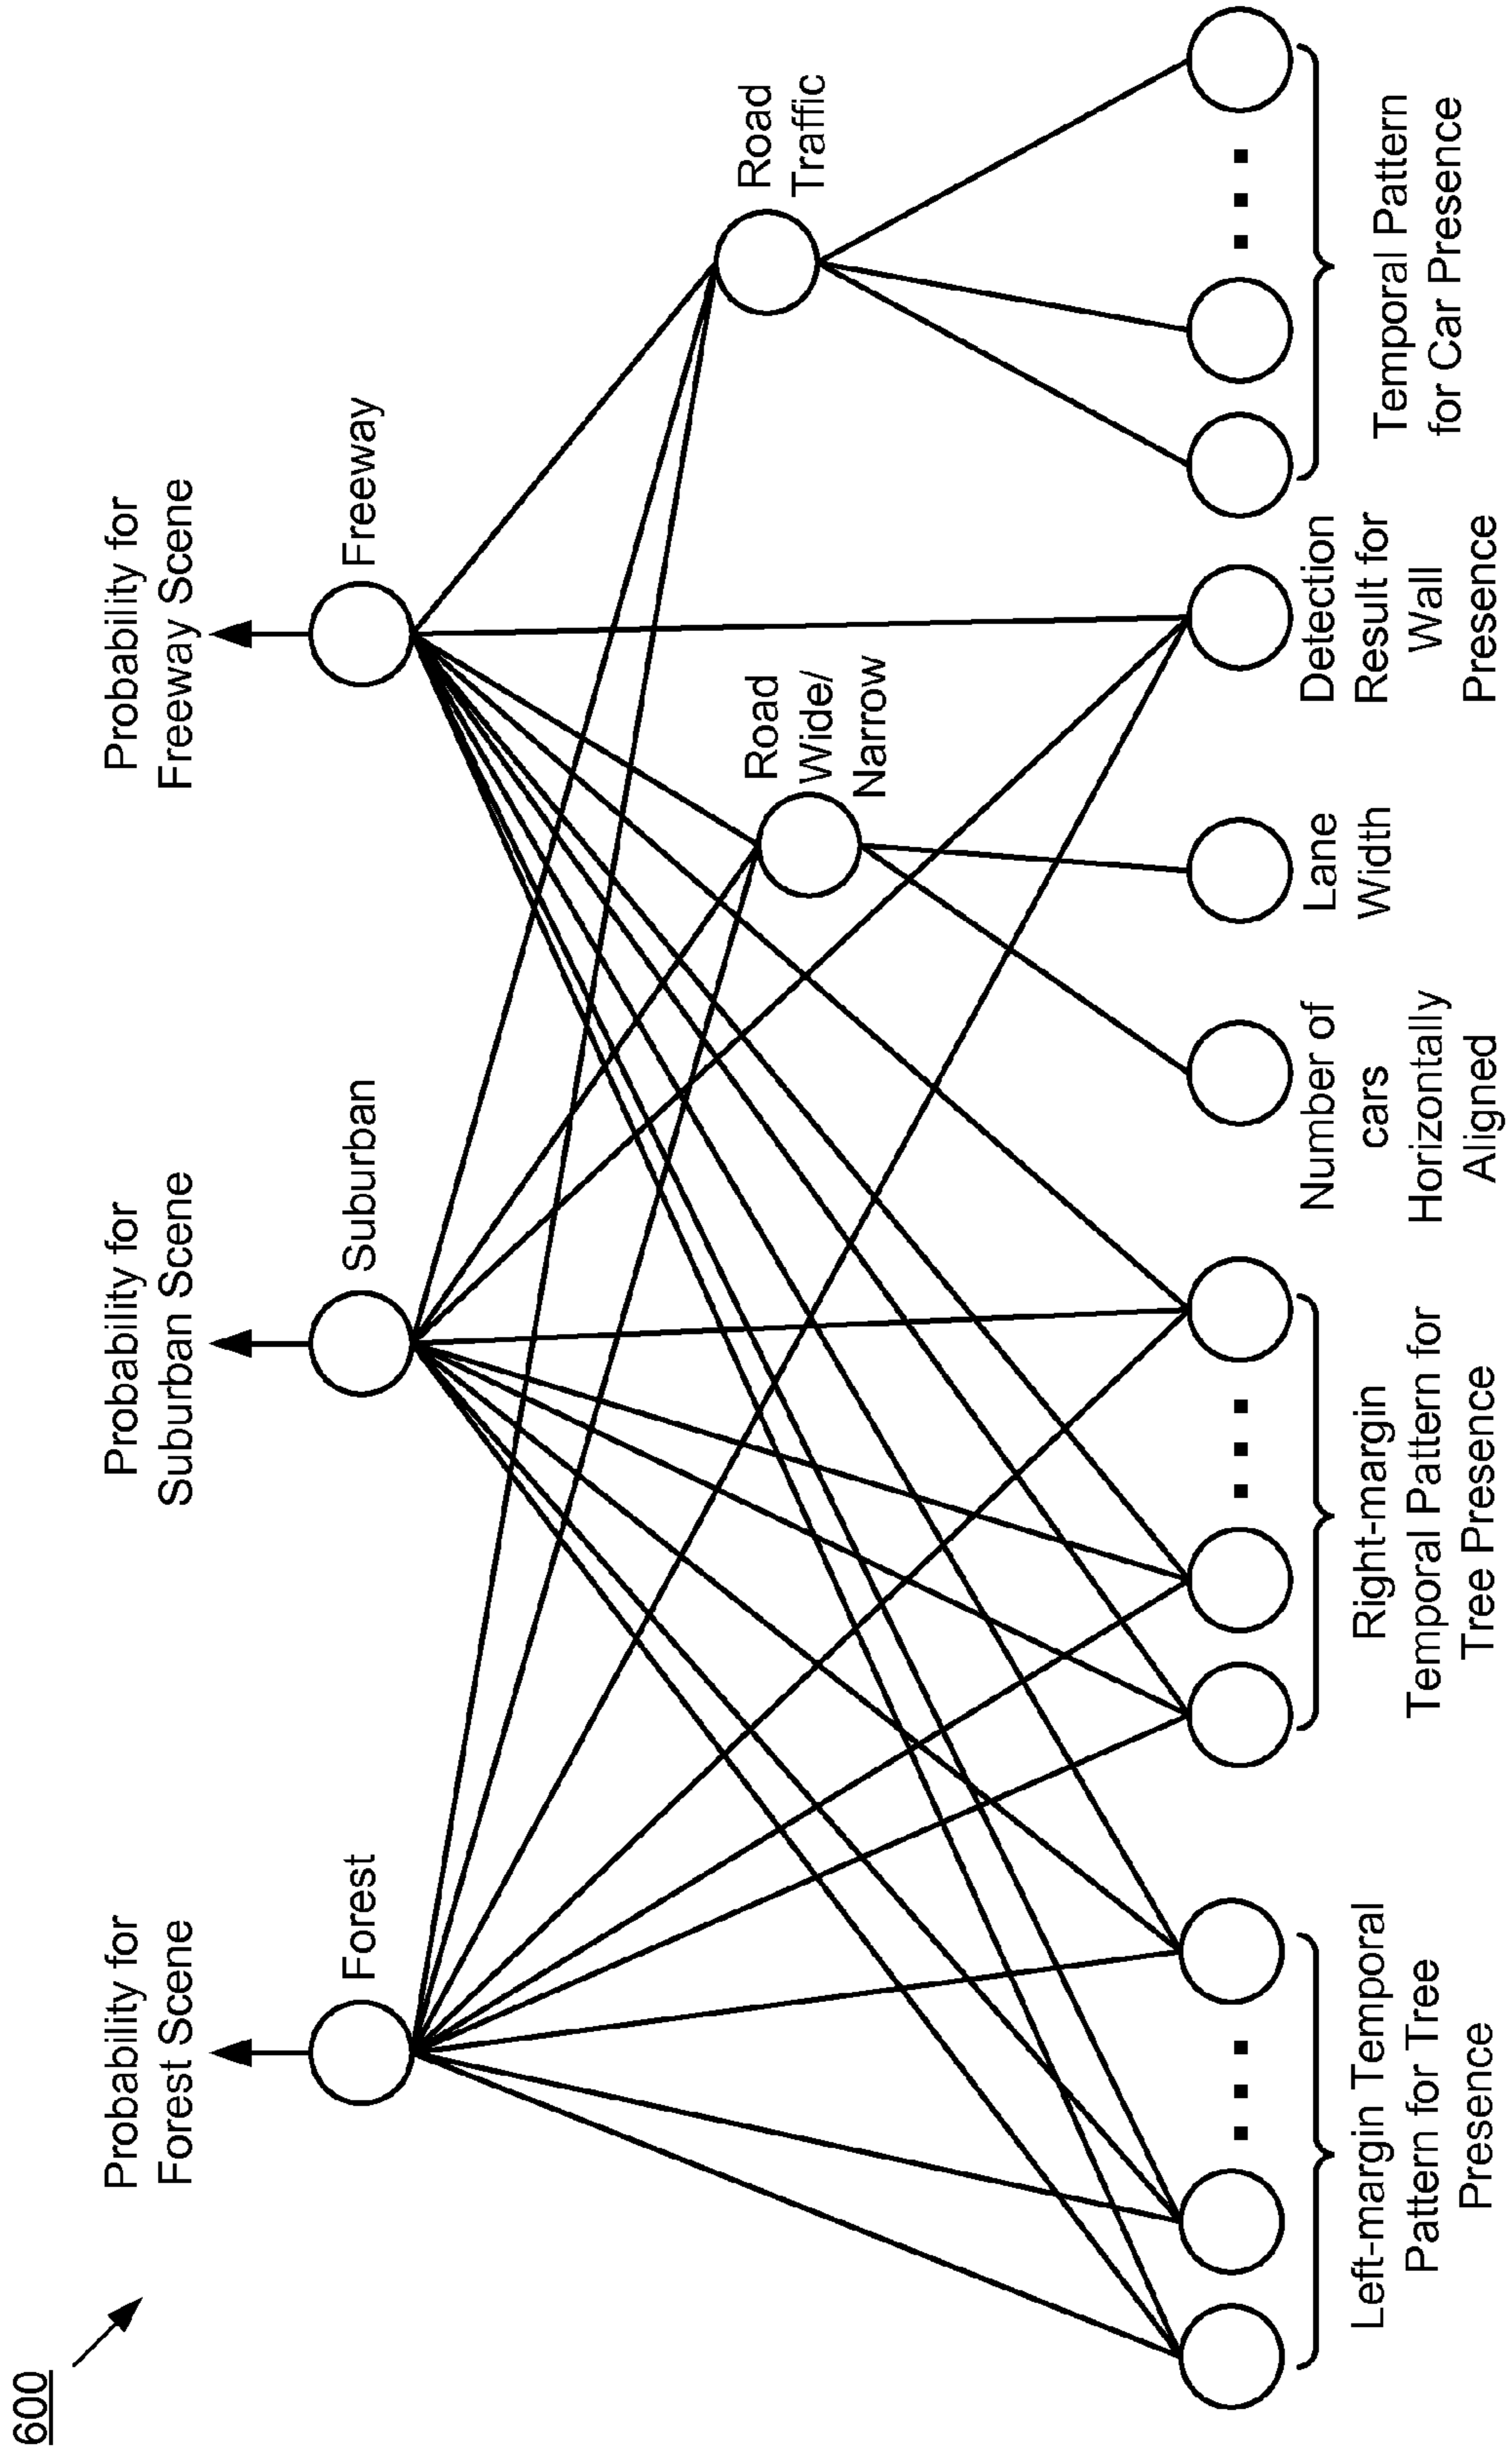 600
Probability for
Forest Scene
Probability for
Suburban Scene
Probability for
Freeway Scene
Forest
Suburban
Freeway
Road
Wide/
Narrow
Road
Traffic
Left-margin Temporal
Pattern for Tree
Presence
Right-margin
Temporal Pattern for
Tree Presence
Number of
cars
Horizontally
Aligned
Lane
Width
Detection
Result for
Wall
Presence
Temporal Pattern
for Car Presence